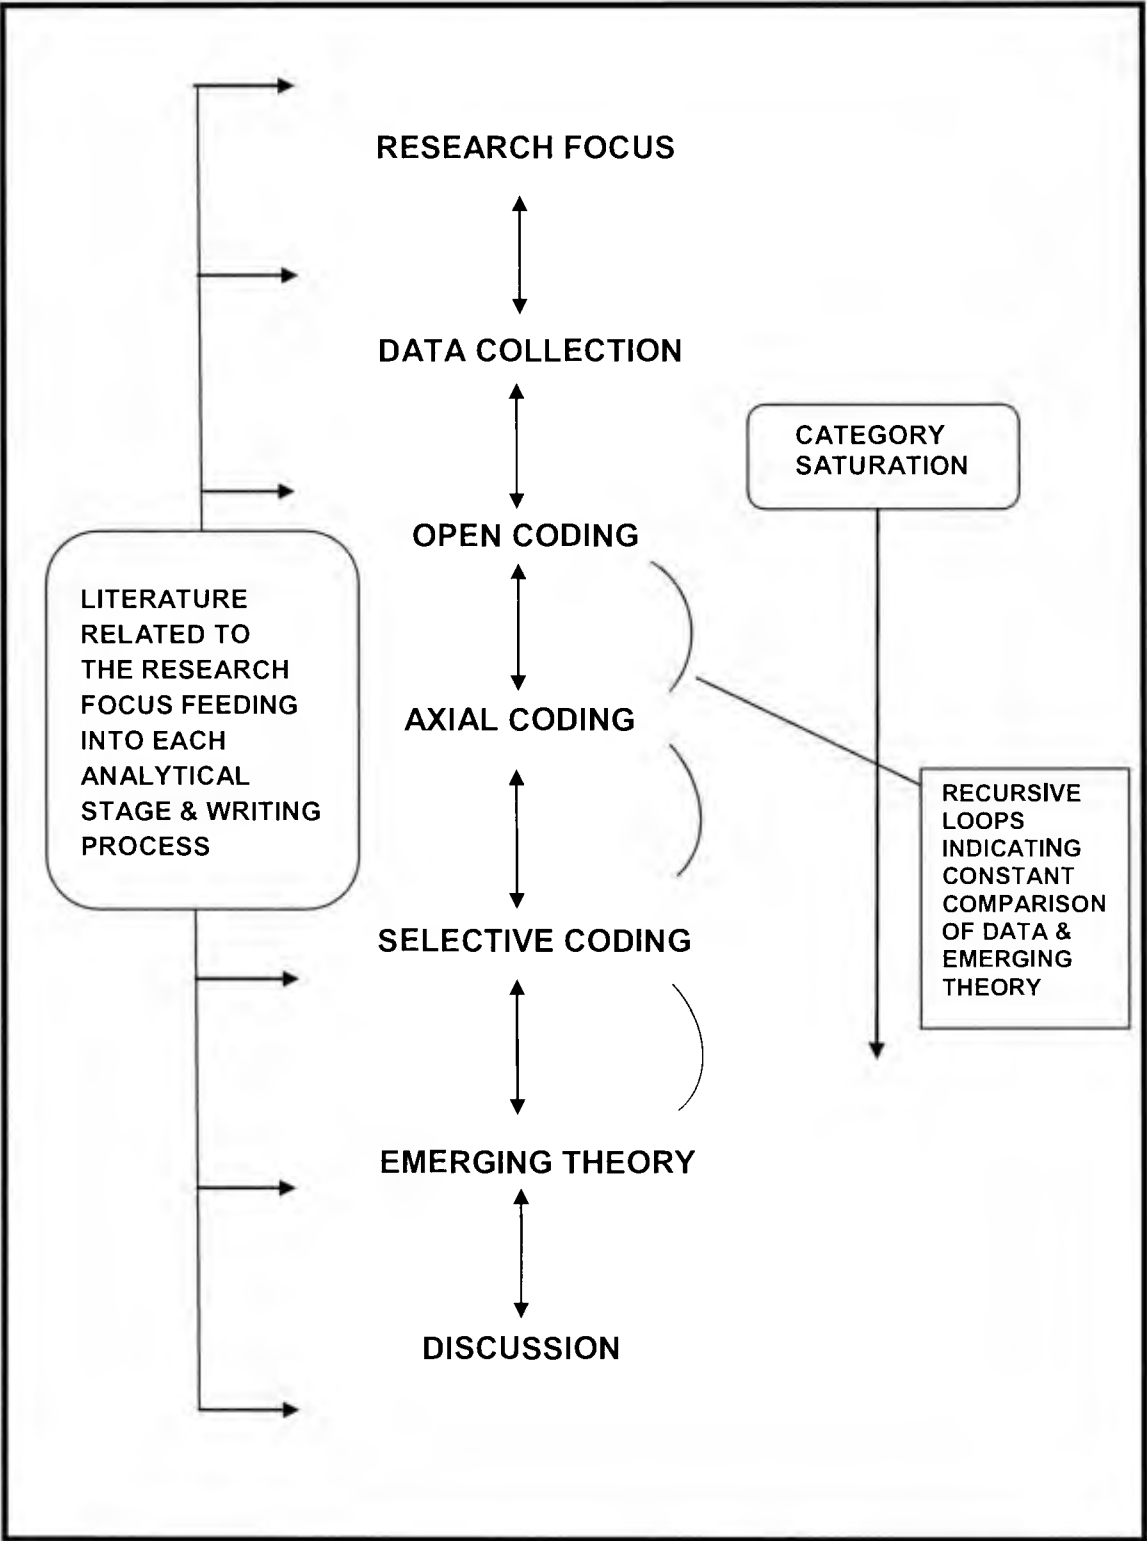 RESEARCH FOCUS
DATA COLLECTION
CATEGORY
SATURATION
OPEN CODING
LITERATURE
RELATED TO
THE RESEARCH
FOCUS FEEDING
INTO EACH
ANALYTICAL
STAGE & WRITING
PROCESS
AXIAL CODING
RECURSIVE
LOOPS
INDICATING
CONSTANT
COMPARISON
OF DATA &
EMERGING
THEORY
SELECTIVE CODING
EMERGING THEORY
DISCUSSION